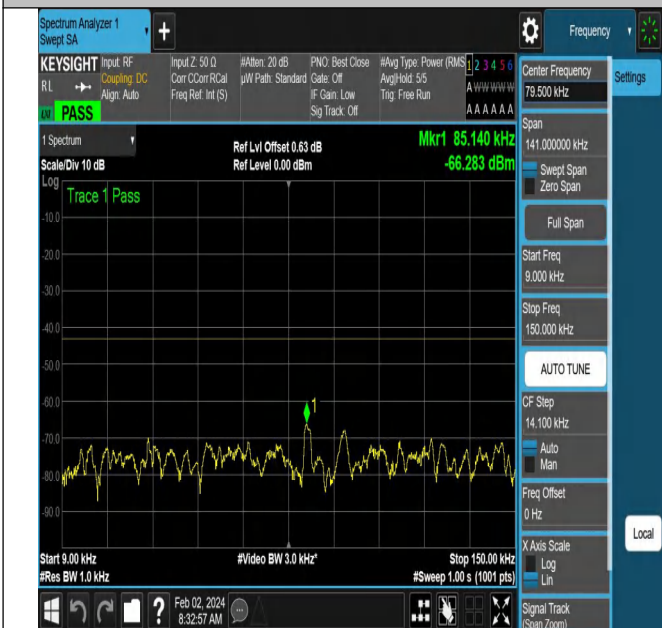 Spectrum Analyzer 1
Swept SA
+
Frequency
KEYSIGHT
RL
LXI PASS
Input: RF
Coupling: DC
Align: Auto
Input Z: 50 Ω
Corr CCorr RCal
Freq Ref: Int (S)
#Atten: 20 dB
µW Path: Standard
PNO: Best Close
Gate: Off
IF Gain: Low
Sig Track: Off
#Avg Type: Power (RMS
Avg|Hold: 5/5
Trig: Free Run
1 2 3 4 5 6
A W W W W W
A A A A A A
1 Spectrum
Scale/Div 10 dB
Ref Lvl Offset 0.63 dB
Ref Level 0.00 dBm
Mkr1 85.140 kHz
-66.283 dBm
Log
Trace 1 Pass
-10.0
-20.0
-30.0
-40.0
-50.0
-60.0
-70.0
-80.0
-90.0
1
Start 9.00 kHz
#Res BW 1.0 kHz
#Video BW 3.0 kHz*
Stop 150.00 kHz
#Sweep 1.00 s (1001 pts)
?
Feb 02, 2024
8:32:57 AM
Center Frequency
79.500 kHz
Span
141.000000 kHz
Swept Span
Zero Span
Full Span
Start Freq
9.000 kHz
Stop Freq
150.000 kHz
AUTO TUNE
CF Step
14.100 kHz
Auto
Man
Freq Offset
0 Hz
X Axis Scale
Log
Lin
Signal Track
(Span Zoom)
Settings
Local